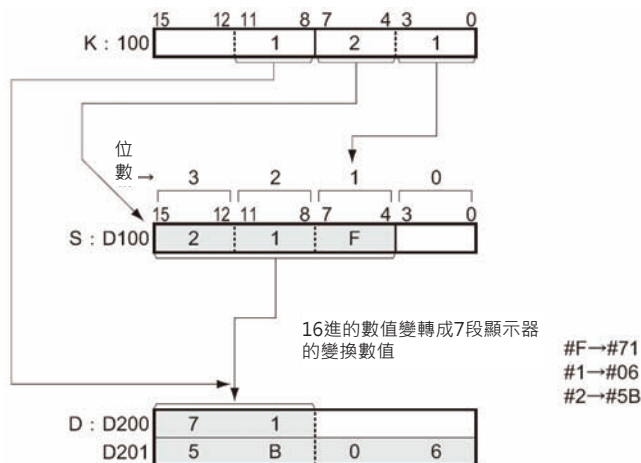 15 12 11 8 7 4 3 0
K : 100 1 2 1
位
數 → 3 2 1 0
15 12 11 8 7 4 3 0
S : D100 2 1 F
16進的數值變轉成7段顯示器
的變換數值
#F→#71
#1→#06
#2→#5B
D : D200 7 1
D201 5 B 0 6